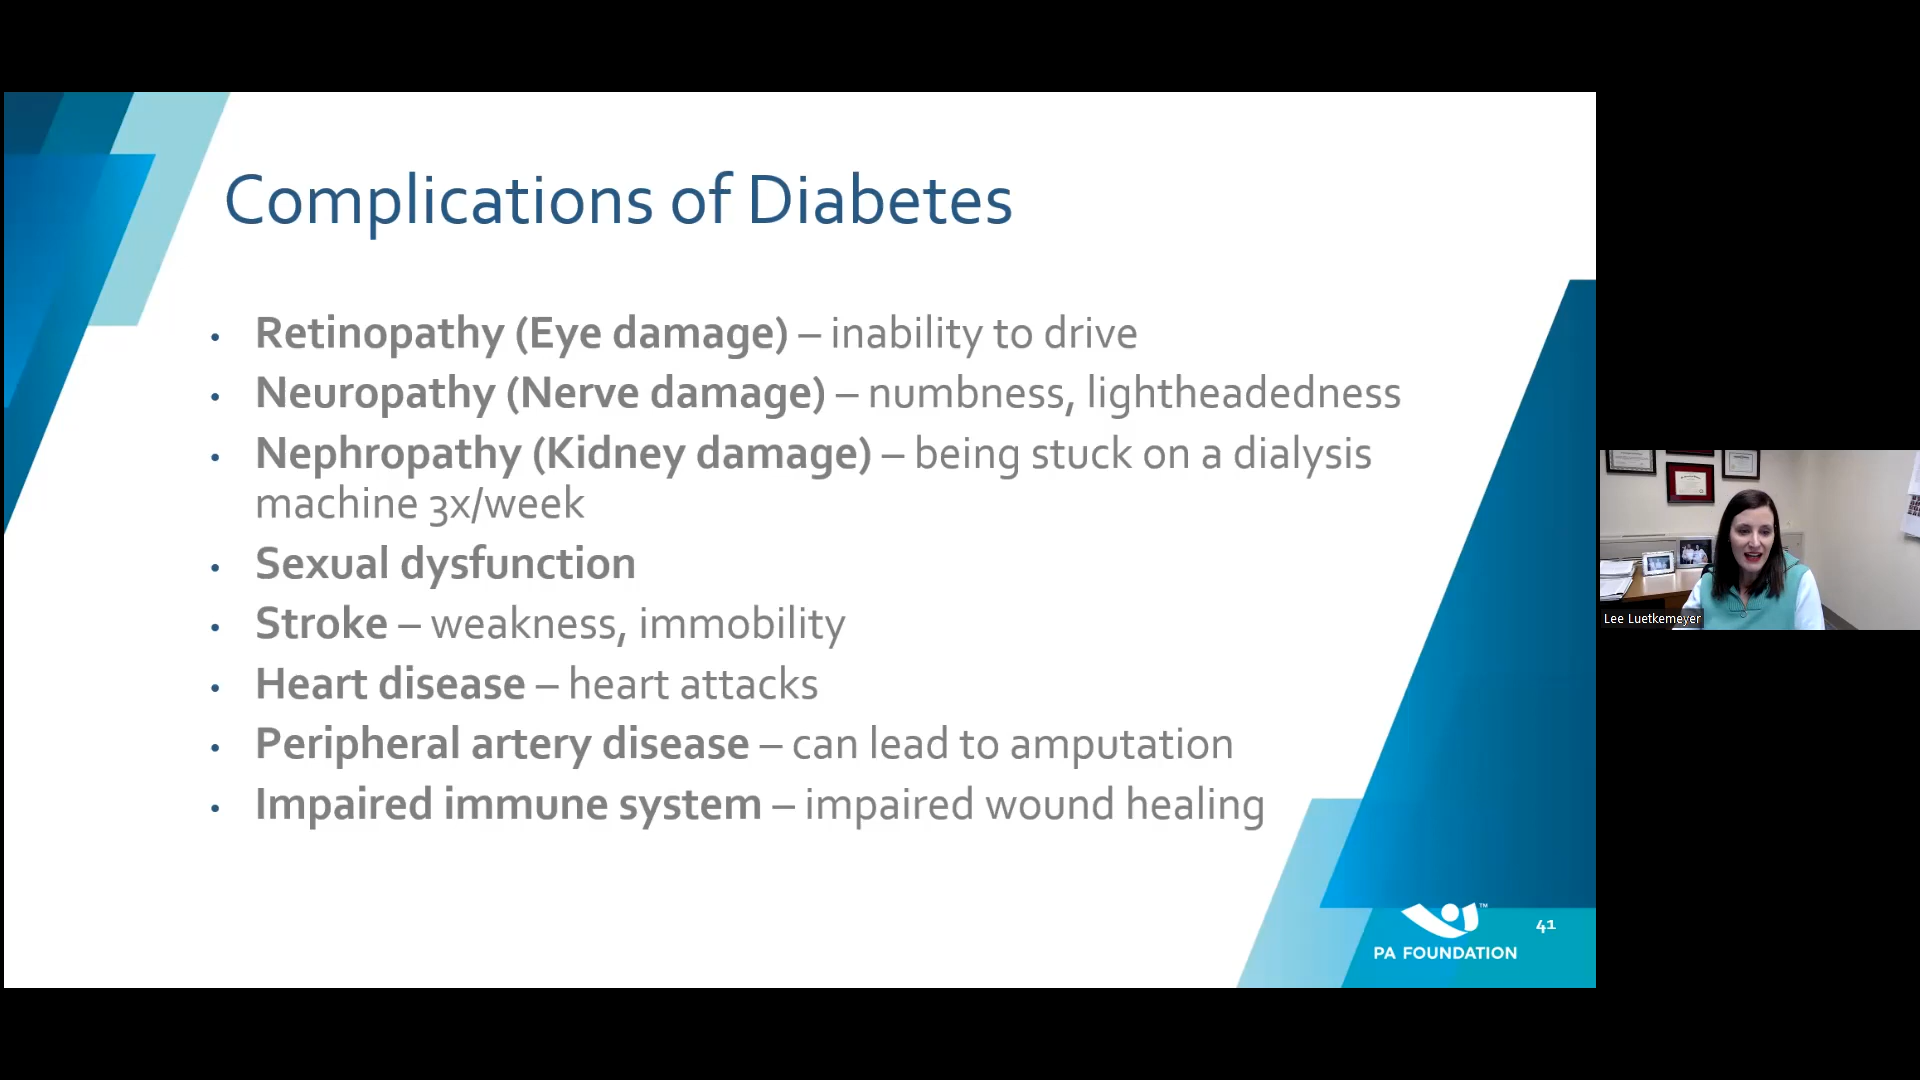 Complications of Diabetes
• Retinopathy (Eye damage) – inability to drive
• Neuropathy (Nerve damage) – numbness, lightheadedness
• Nephropathy (Kidney damage) – being stuck on a dialysis
machine 3x/week
• Sexual dysfunction
• Stroke – weakness, immobility
• Heart disease – heart attacks
• Peripheral artery disease – can lead to amputation
• Impaired immune system – impaired wound healing
™
PA FOUNDATION
41
Lee Luetkemeyer